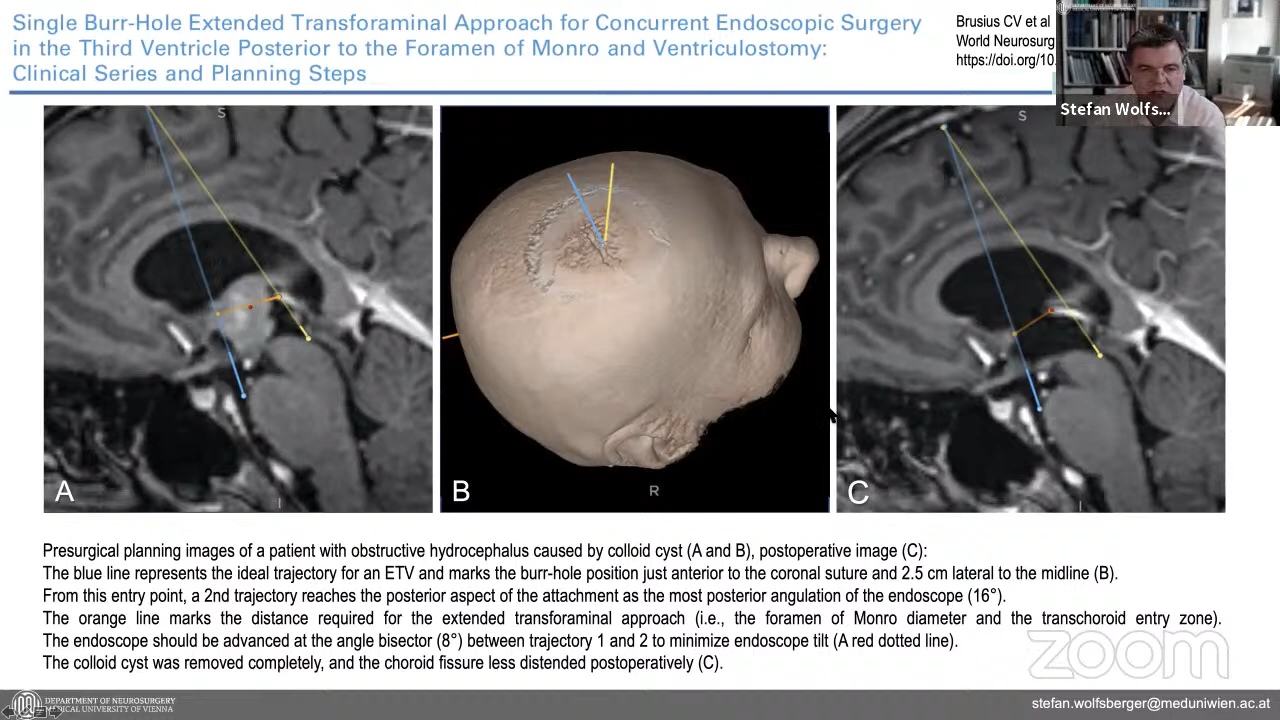 Single Burr-Hole Extended Transforaminal Approach for Concurrent Endoscopic Surgery
in the Third Ventricle Posterior to the Foramen of Monro and Ventriculostomy:
Clinical Series and Planning Steps
Brusius CV et al
World Neurosurg
https://doi.org/10.
Stefan Wolfs...
S
A
B
R
S
C
Presurgical planning images of a patient with obstructive hydrocephalus caused by colloid cyst (A and B), postoperative image (C):
The blue line represents the ideal trajectory for an ETV and marks the burr-hole position just anterior to the coronal suture and 2.5 cm lateral to the midline (B).
From this entry point, a 2nd trajectory reaches the posterior aspect of the attachment as the most posterior angulation of the endoscope (16°).
The orange line marks the distance required for the extended transforaminal approach (i.e., the foramen of Monro diameter and the transchoroid entry zone).
The endoscope should be advanced at the angle bisector (8°) between trajectory 1 and 2 to minimize endoscope tilt (A red dotted line).
The colloid cyst was removed completely, and the choroid fissure less distended postoperatively (C).
zoom
DEPARTMENT OF NEUROSURGERY
MEDICAL UNIVERSITY OF VIENNA
stefan.wolfsberger@meduniwien.ac.at